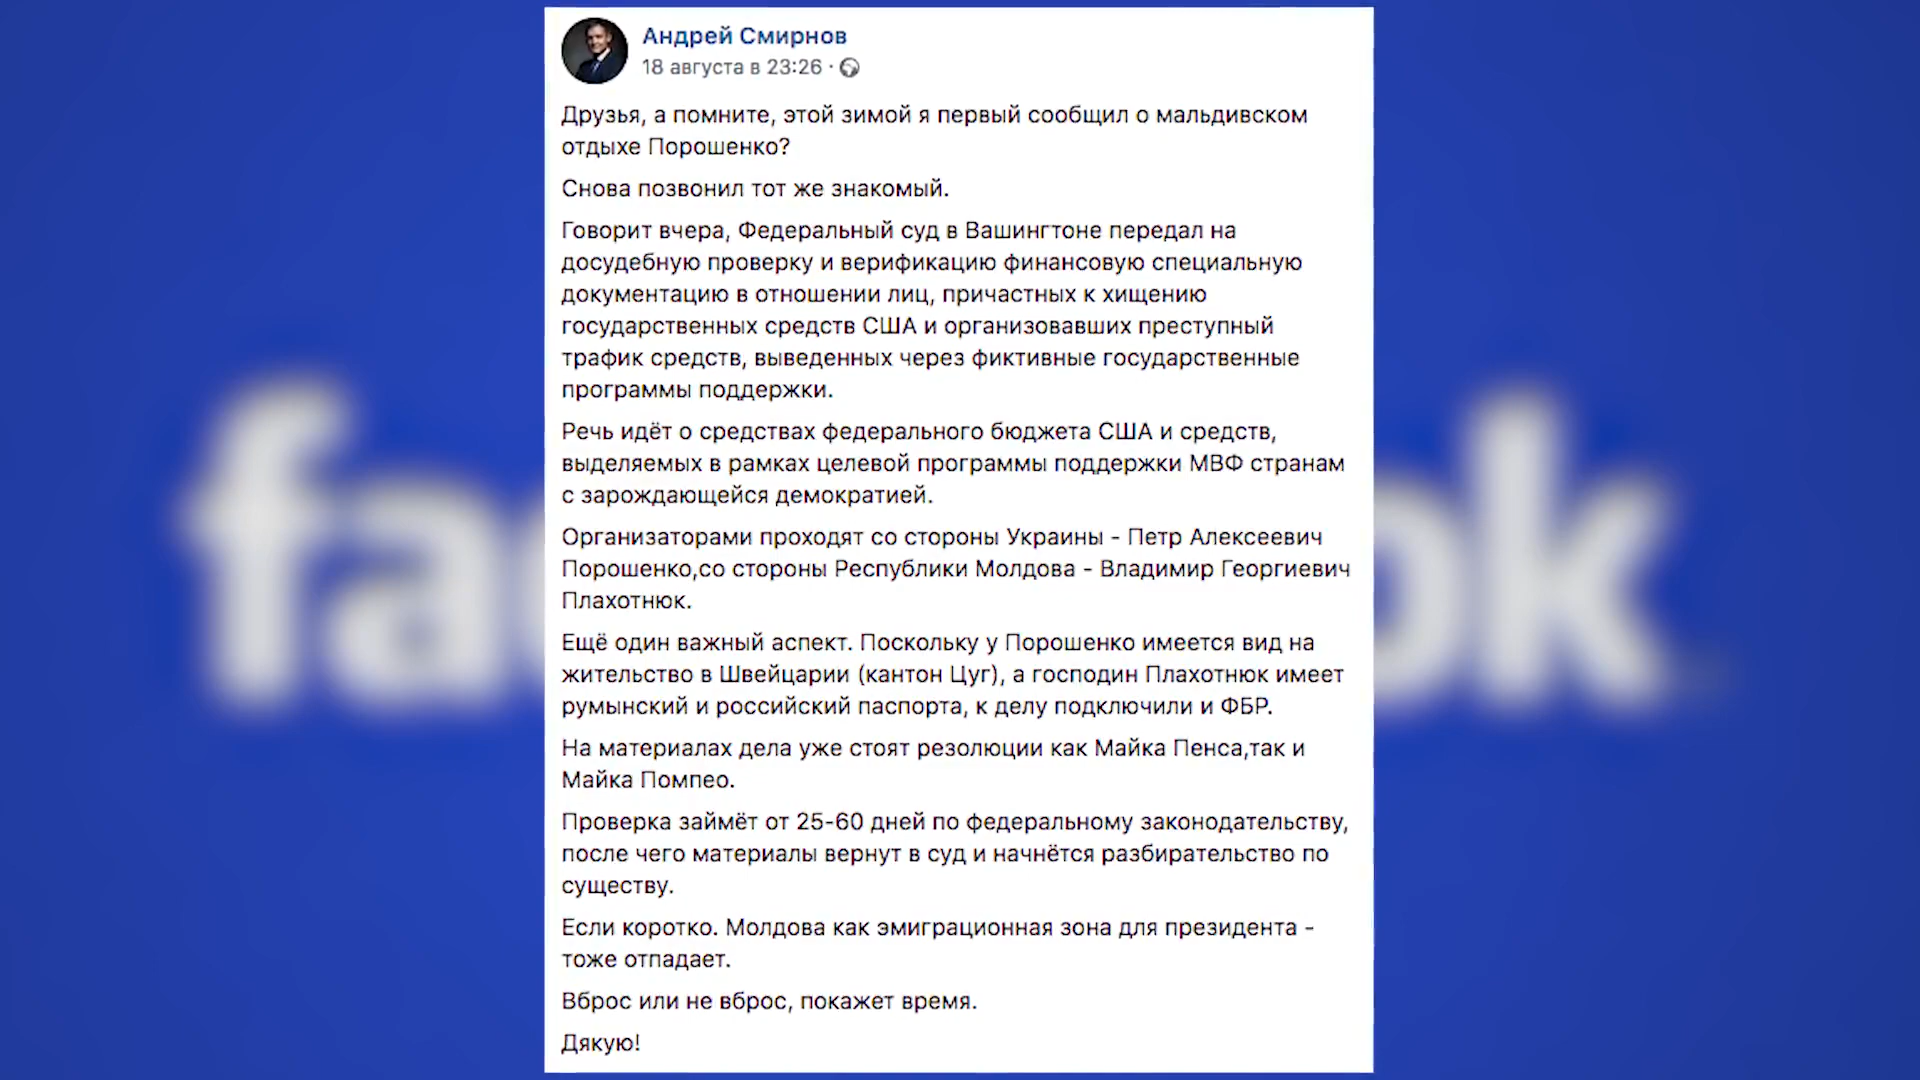 Андрей Смирнов
18 августа в 23:26 ·
Друзья, а помните, этой зимой я первый сообщил о мальдивском
отдыхе Порошенко?
Снова позвонил тот же знакомый.
Говорит вчера, Федеральный суд в Вашингтоне передал на
досудебную проверку и верификацию финансовую специальную
документацию в отношении лиц, причастных к хищению
государственных средств США и организовавших преступный
трафик средств, выведенных через фиктивные государственные
программы поддержки.
Речь идёт о средствах федерального бюджета США и средств,
выделяемых в рамках целевой программы поддержки МВФ странам
с зарождающейся демократией.
Организаторами проходят со стороны Украины - Петр Алексеевич
Порошенко,со стороны Республики Молдова - Владимир Георгиевич
Плахотнюк.
Ещё один важный аспект. Поскольку у Порошенко имеется вид на
жительство в Швейцарии (кантон Цуг), а господин Плахотнюк имеет
румынский и российский паспорта, к делу подключили и ФБР.
На материалах дела уже стоят резолюции как Майка Пенса,так и
Майка Помпео.
Проверка займёт от 25-60 дней по федеральному законодательству,
после чего материалы вернут в суд и начнётся разбирательство по
существу.
Если коротко. Молдова как эмиграционная зона для президента -
тоже отпадает.
Вброс или не вброс, покажет время.
Дякую!
fac ok